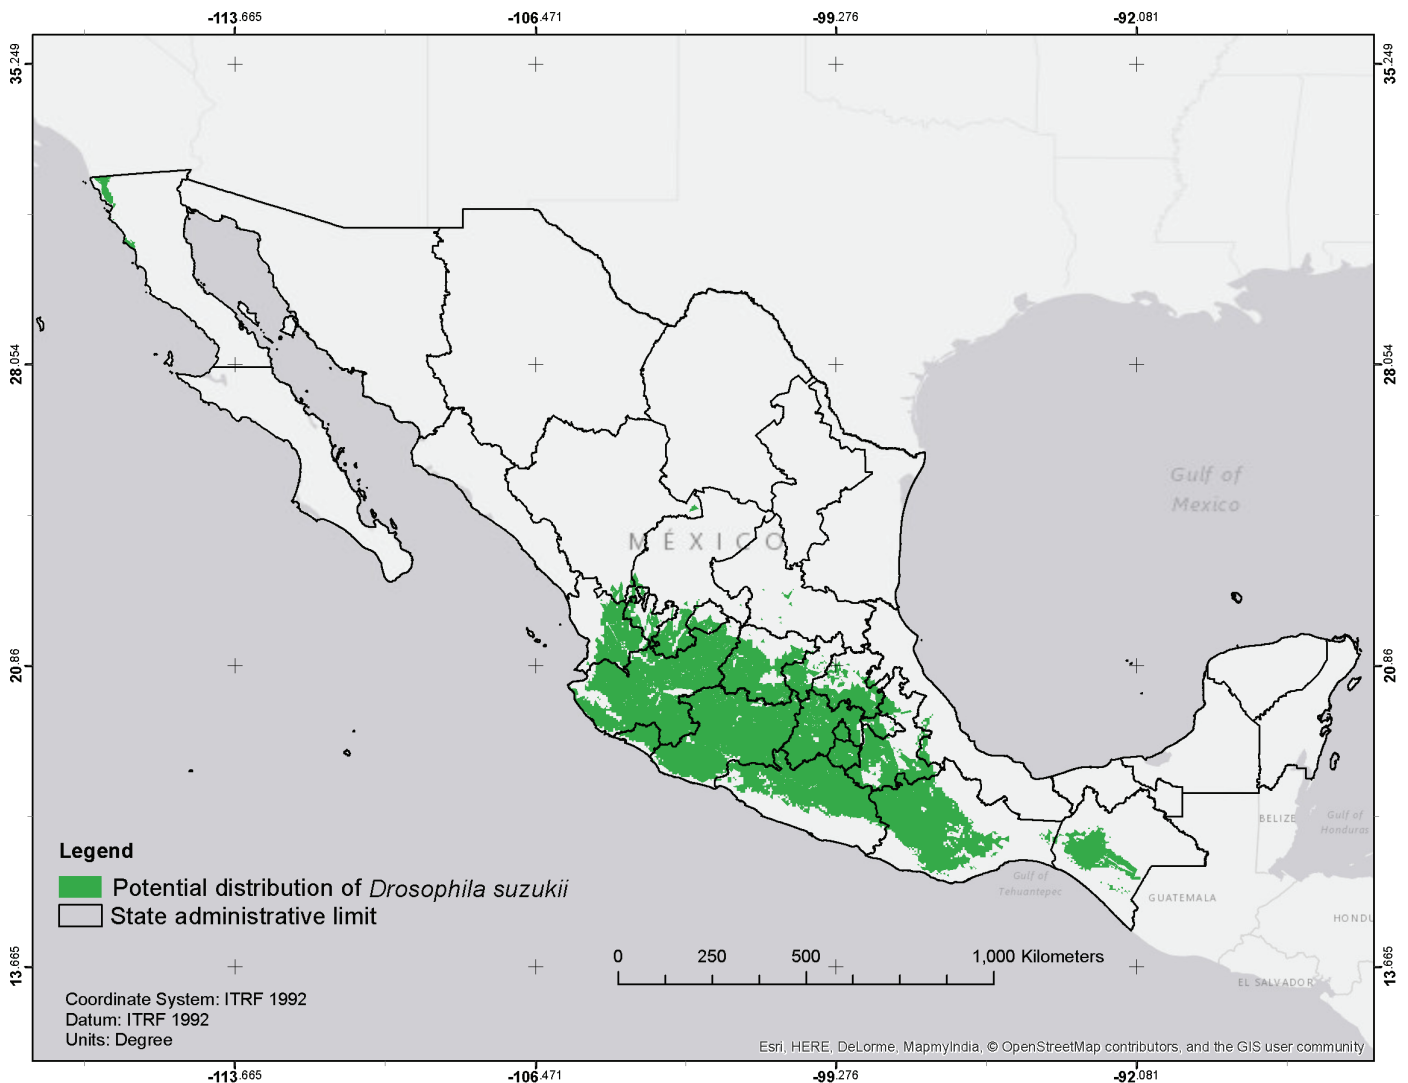 -113.665 -106.471 -99.276 -92.081
35.249 35.249
28.054 28.054
Gulf of
Mexico
MÉXICO
20.86 20.86
BELIZE
Gulf of
Honduras
Legend
Potential distribution of Drosophila suzukii
State administrative limit
Gulf of
Tehuantepec
GUATEMALA
HONDU
0 250 500 1,000 Kilometers
13.665 13.665
EL SALVADOR
Coordinate System: ITRF 1992
Datum: ITRF 1992
Units: Degree
Esri, HERE, DeLorme, MapmyIndia, © OpenStreetMap contributors, and the GIS user community
-113.665 -106.471 -99.276 -92.081